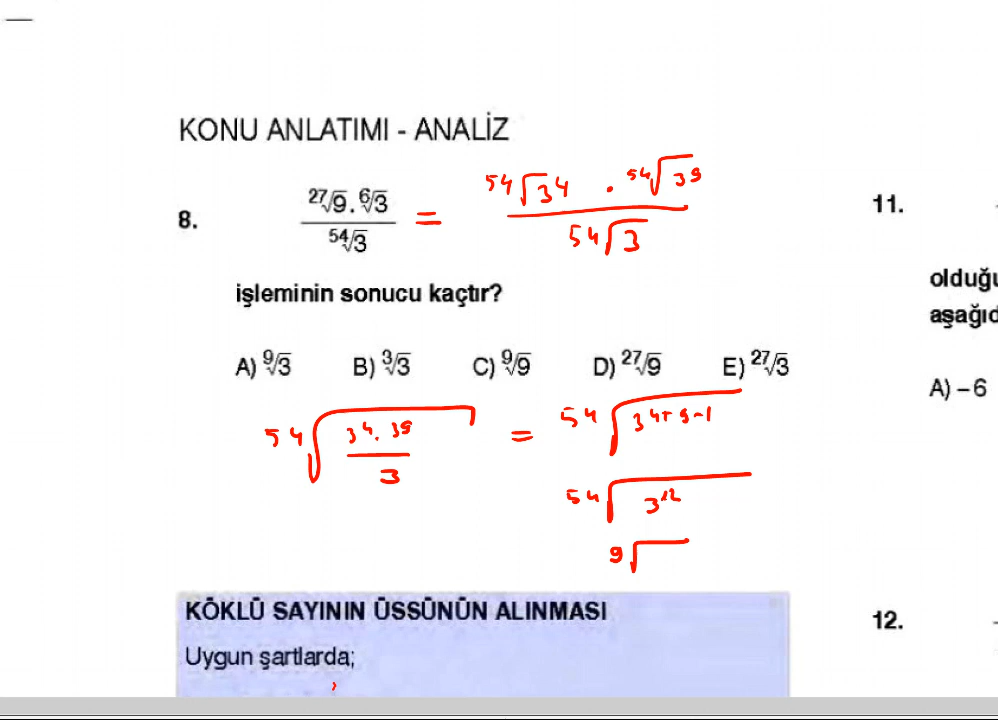 KONU ANLATIMI - ANALİZ
8. ²⁷√9 . ⁶√3 / ⁵⁴√3 = ⁵⁴√3⁴ . ⁵⁴√3⁹ / ⁵⁴√3
işleminin sonucu kaçtır?
A) ⁹√3 B) ³√3 C) ⁹√9 D) ²⁷√9 E) ²⁷√3
⁵⁴√(3⁴ . 3⁹ / 3) = ⁵⁴√3⁴⁺⁹⁻¹
⁵⁴√3¹²
⁹√
KÖKLÜ SAYININ ÜSSÜNÜN ALINMASI
Uygun şartlarda;
11.
A) – 6
12.